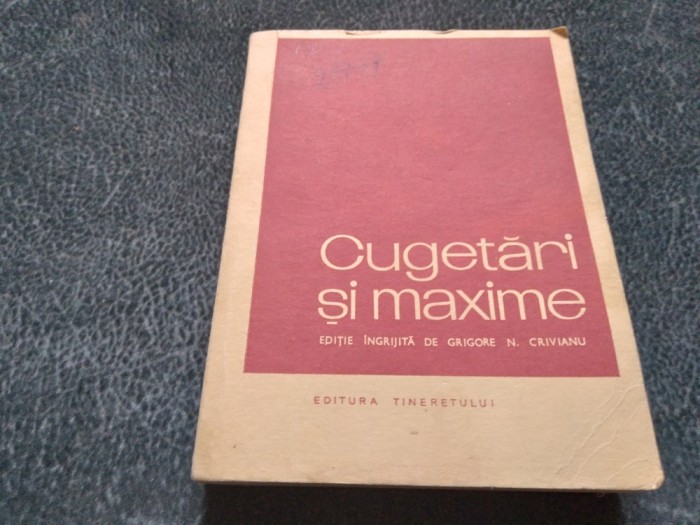 Cugetări
și maxime
EDIȚIE ÎNGRIJITĂ DE GRIGORE N. CRIVIANU
EDITURA TINERETULUI